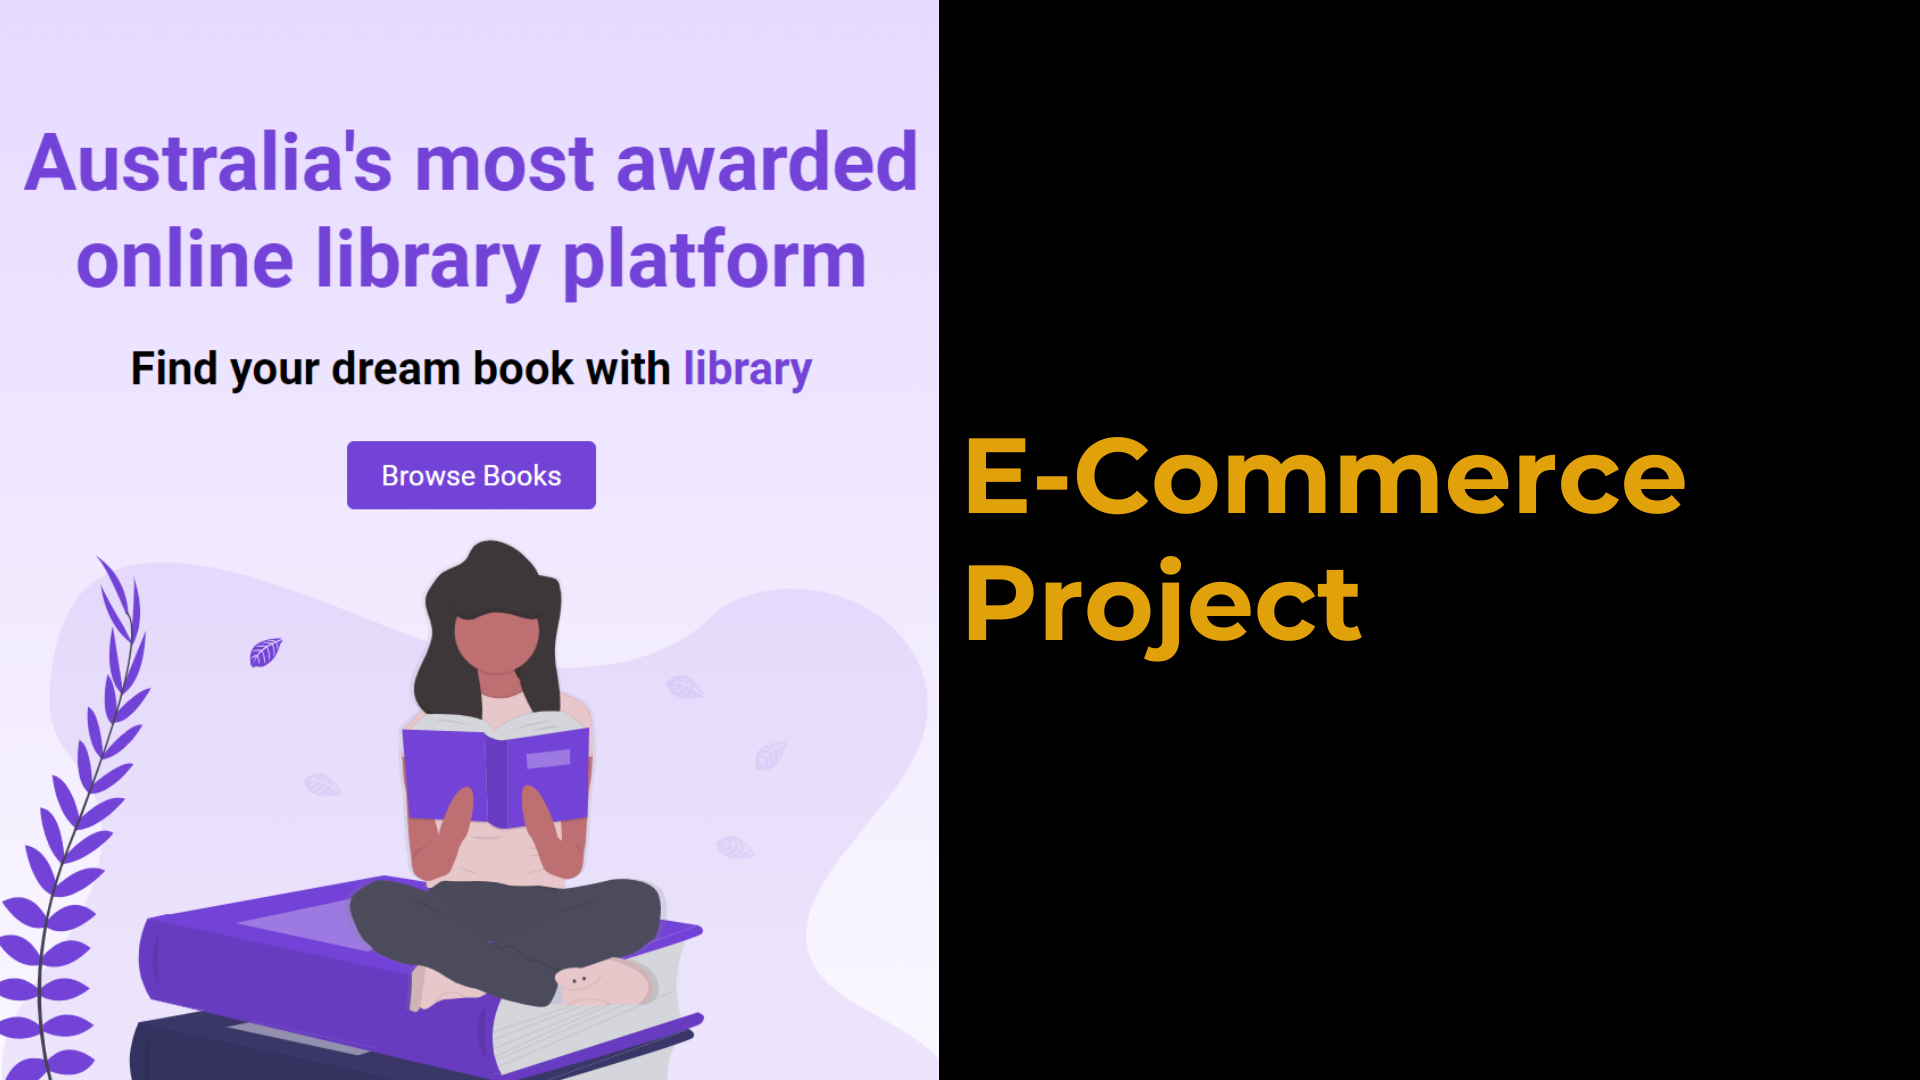 Australia's most awarded
online library platform
Find your dream book with library
Browse Books
E-Commerce
Project